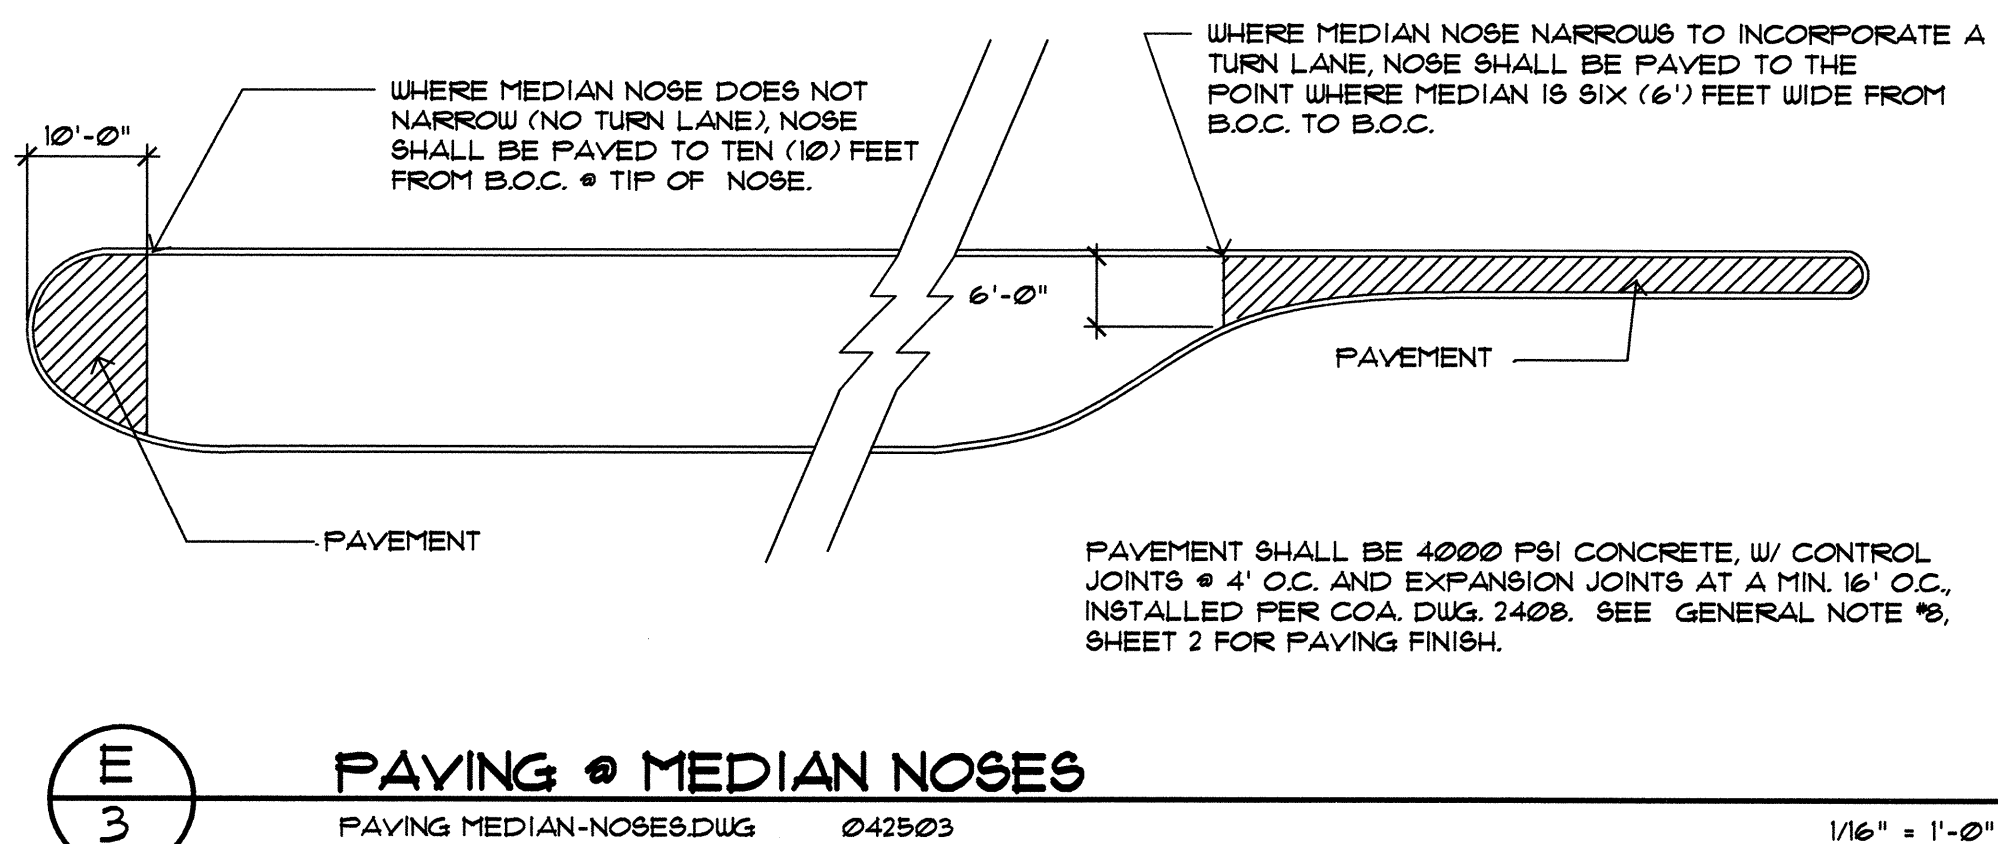 WHERE MEDIAN NOSE NARROWS TO INCORPORATE A
TURN LANE, NOSE SHALL BE PAVED TO THE
POINT WHERE MEDIAN IS SIX (6') FEET WIDE FROM
B.O.C. TO B.O.C.
WHERE MEDIAN NOSE DOES NOT
NARROW (NO TURN LANE), NOSE
SHALL BE PAVED TO TEN (10) FEET
FROM B.O.C. @ TIP OF NOSE.
10'-0"
6'-0"
PAVEMENT
PAVEMENT
PAVEMENT SHALL BE 4000 PSI CONCRETE, W/ CONTROL
JOINTS @ 4' O.C. AND EXPANSION JOINTS AT A MIN. 16' O.C.,
INSTALLED PER COA. DWG. 2408. SEE GENERAL NOTE #8,
SHEET 2 FOR PAVING FINISH.
E
3
PAVING @ MEDIAN NOSES
PAVING MEDIAN-NOSES.DWG 042503
1/16" = 1'-0"